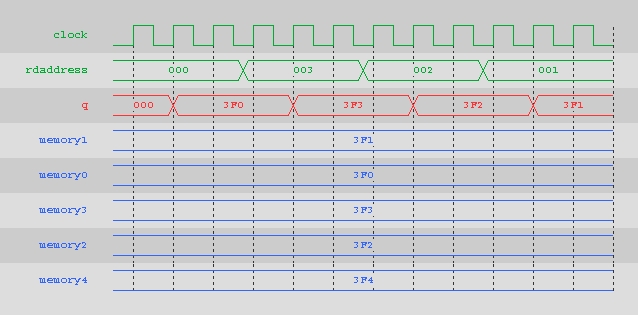 clock
rdaddress 000 003 002 001
q 000 3F0 3F3 3F2 3F1
memory1 3F1
memory0 3F0
memory3 3F3
memory2 3F2
memory4 3F4